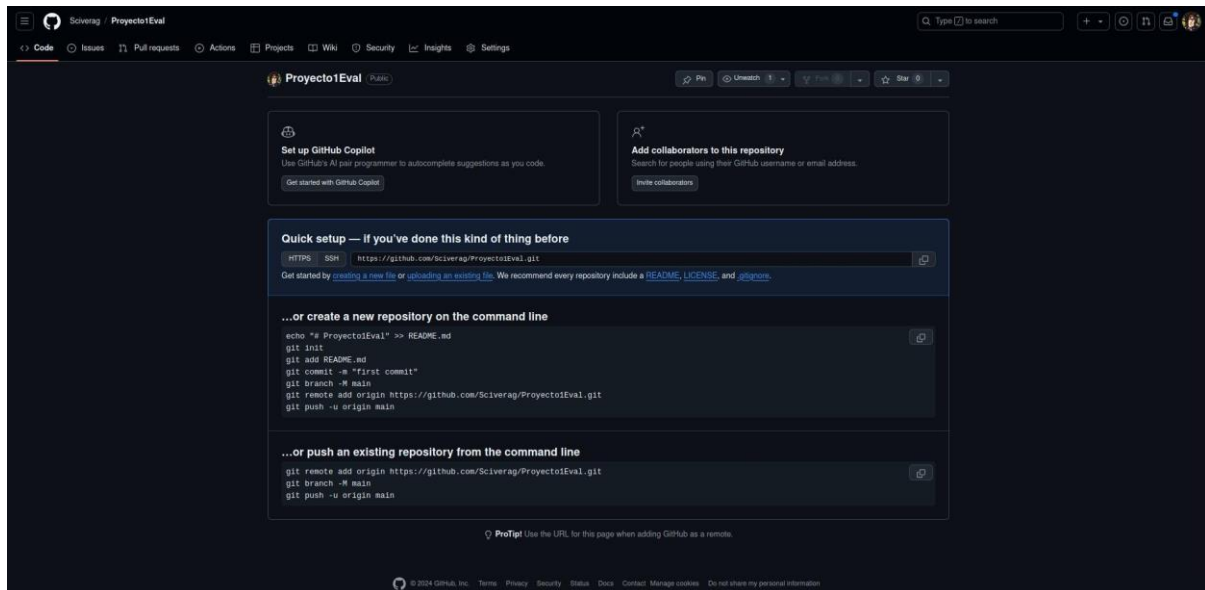 Sciverag / Proyecto1Eval
Type / to search
Code Issues Pull requests Actions Projects Wiki Security Insights Settings
Proyecto1Eval Public
Pin Unwatch 1 Fork Star 0
Set up GitHub Copilot
Use GitHub's AI pair programmer to autocomplete suggestions as you code.
Get started with GitHub Copilot
Add collaborators to this repository
Search for people using their GitHub username or email address.
Invite collaborators
Quick setup — if you've done this kind of thing before
HTTPS SSH https://github.com/Sciverag/Proyecto1Eval.git
Get started by creating a new file or uploading an existing file. We recommend every repository include a README, LICENSE, and .gitignore.
...or create a new repository on the command line
echo "# Proyecto1Eval" >> README.md
git init
git add README.md
git commit -m "first commit"
git branch -M main
git remote add origin https://github.com/Sciverag/Proyecto1Eval.git
git push -u origin main
...or push an existing repository from the command line
git remote add origin https://github.com/Sciverag/Proyecto1Eval.git
git branch -M main
git push -u origin main
ProTip! Use the URL for this page when adding GitHub as a remote.
© 2024 GitHub, Inc. Terms Privacy Security Status Docs Contact Manage cookies Do not share my personal information